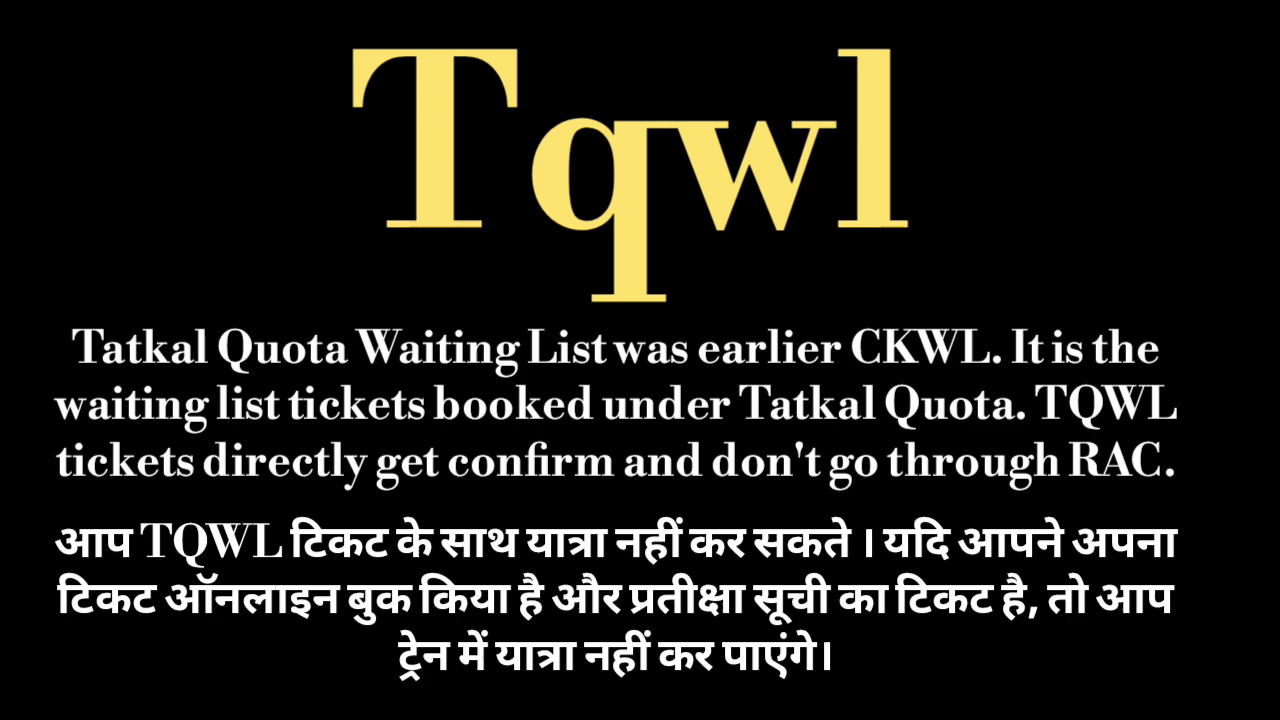 Tqwl
Tatkal Quota Waiting List was earlier CKWL. It is the
waiting list tickets booked under Tatkal Quota. TQWL
tickets directly get confirm and don't go through RAC.
आप TQWL टिकट के साथ यात्रा नहीं कर सकते । यदि आपने अपना
टिकट ऑनलाइन बुक किया है और प्रतीक्षा सूची का टिकट है, तो आप
ट्रेन में यात्रा नहीं कर पाएंगे।